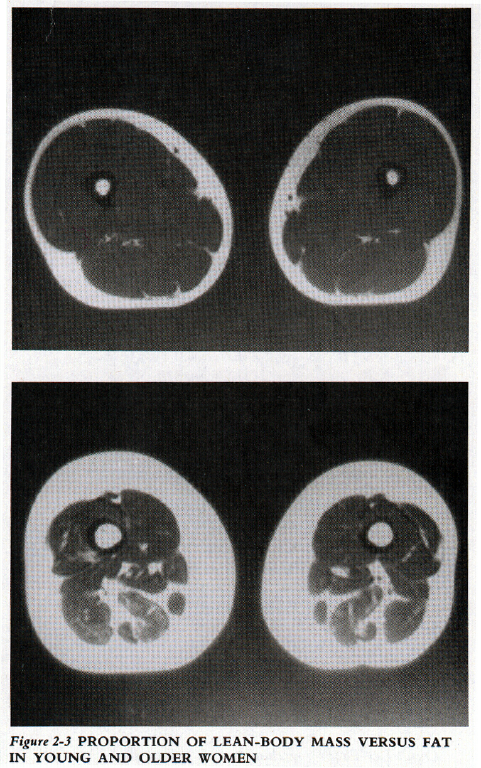 Figure 2-3 PROPORTION OF LEAN-BODY MASS VERSUS FAT
IN YOUNG AND OLDER WOMEN